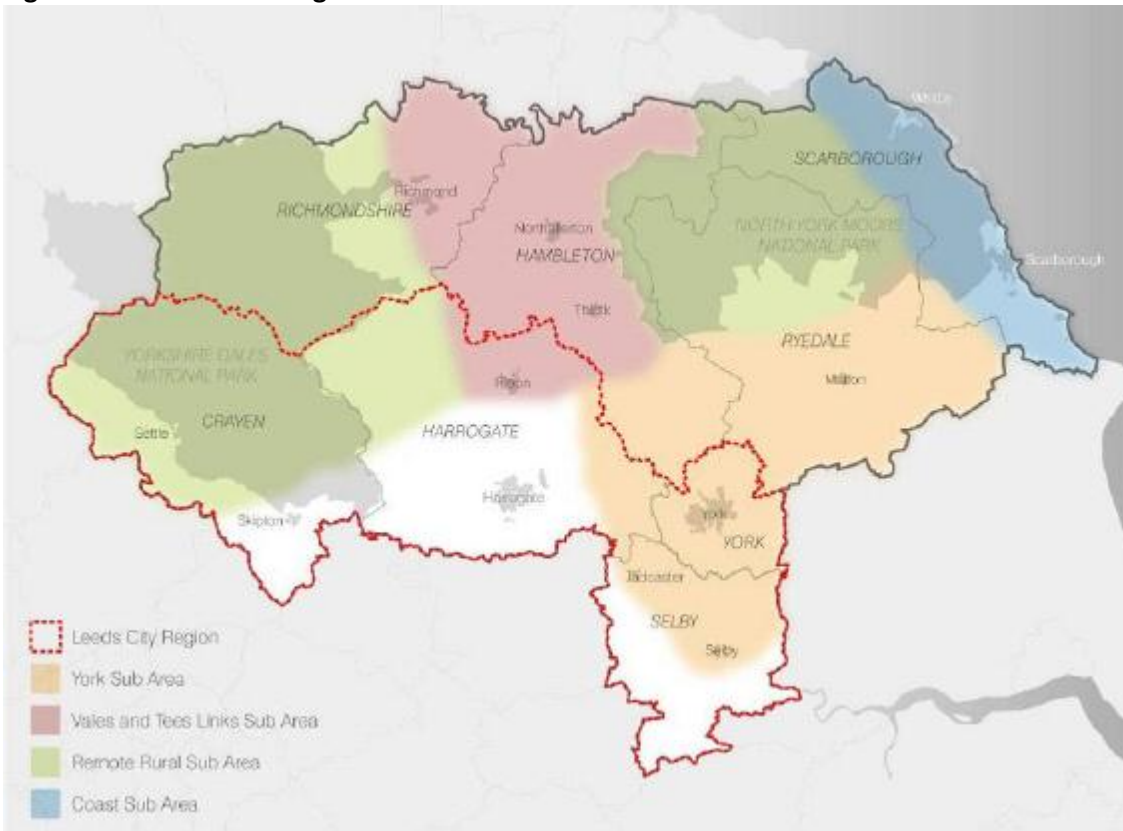 Whitby
SCARBOROUGH
Richmond
RICHMONDSHIRE
NORTH YORK MOORS
NATIONAL PARK
Northallerton
HAMBLETON
Scarborough
Thirsk
RYEDALE
YORKSHIRE DALES
NATIONAL PARK
Ripon
Malton
CRAVEN
Settle
HARROGATE
Harrogate
Skipton
York
YORK
Tadcaster
SELBY
Selby
Leeds City Region
York Sub Area
Vales and Tees Links Sub Area
Remote Rural Sub Area
Coast Sub Area